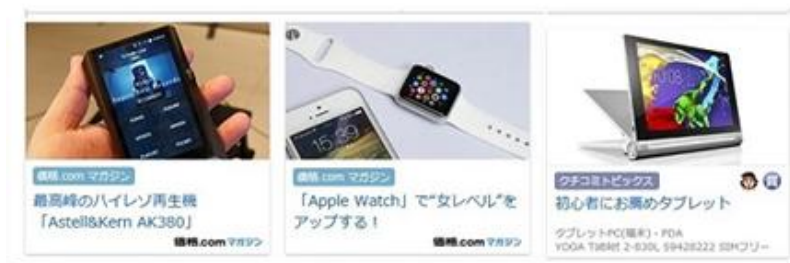 価格.com マガジン
最高峰のハイレゾ再生機
「Astell&Kern AK380」
価格.com マガジン
15:39
価格.com マガジン
「Apple Watch」で“女レベル”を
アップする！
価格.com マガジン
クチコミトピックス
初心者にお薦めタブレット
タブレットPC(端末)・PDA
YOGA Tablet 2-830L 59428222 SIMフリー